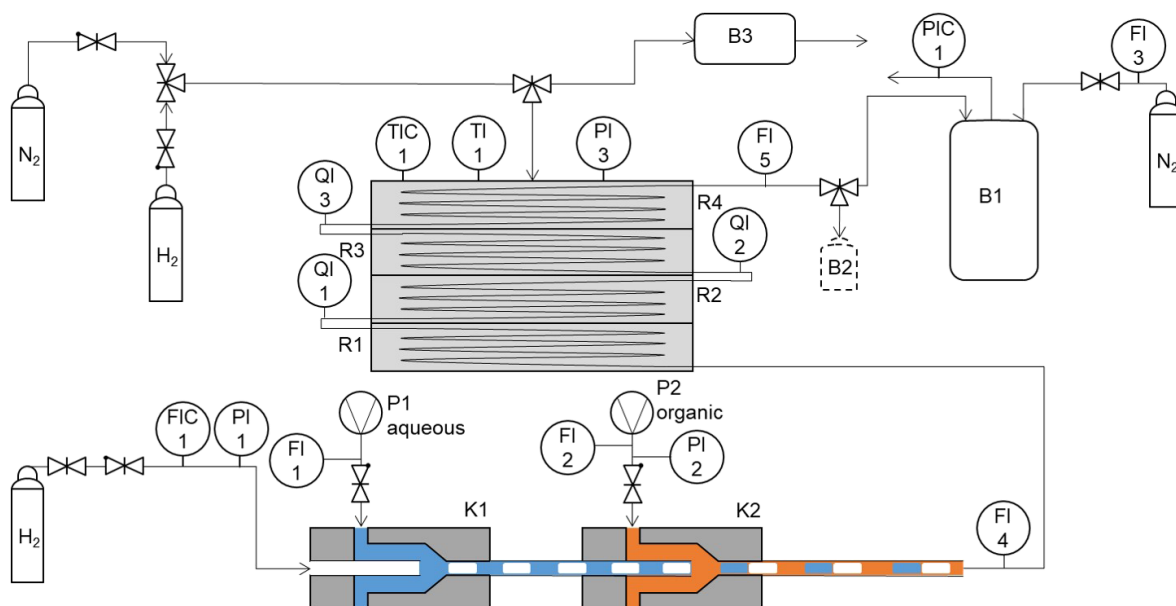 B3
PIC
1
FI
3
N₂
H₂
TIC
1
TI
1
PI
3
FI
5
N₂
B1
QI
3
R4
QI
2
R3
B2
QI
1
R2
R1
P1
aqueous
P2
organic
FIC
1
PI
1
FI
1
FI
2
PI
2
H₂
K1
K2
FI
4